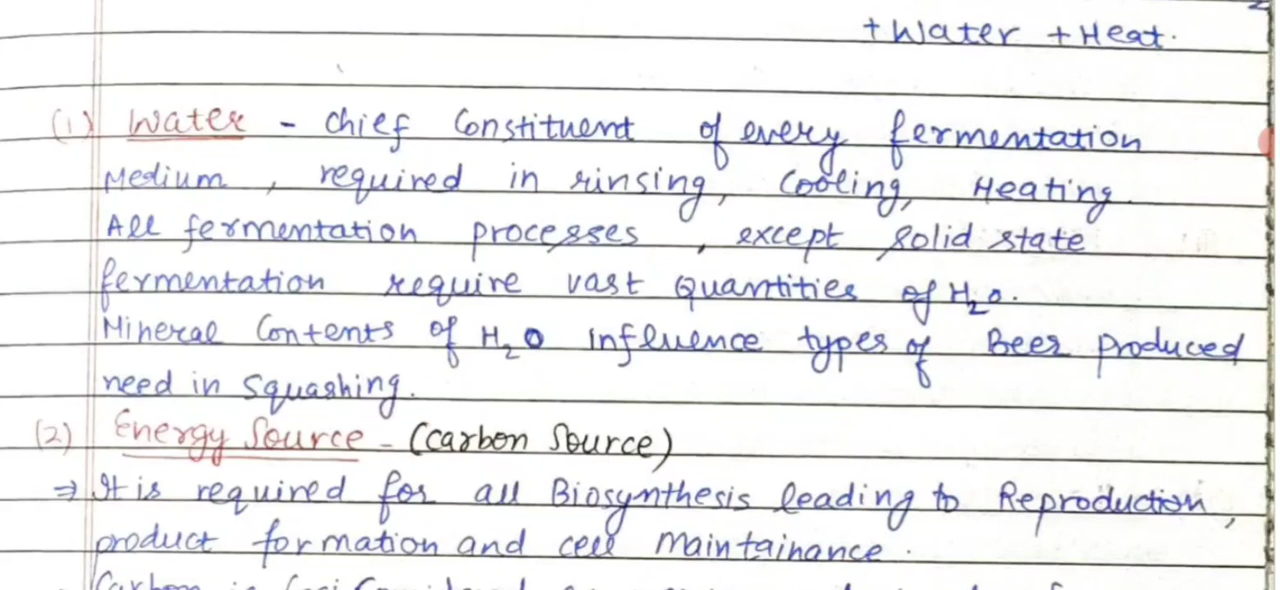 + Water + Heat.
(1) Water - chief Constituent of every fermentation
Medium, required in rinsing, Cooling, Heating.
All fermentation processes, except solid state
fermentation require vast Quantities of H₂O.
Mineral Contents of H₂O influence types of Beer produced
need in Squashing.
(2) Energy Source - (Carbon Source)
⇒ It is required for all Biosynthesis leading to Reproduction,
product formation and cell maintainance.
Carbon is